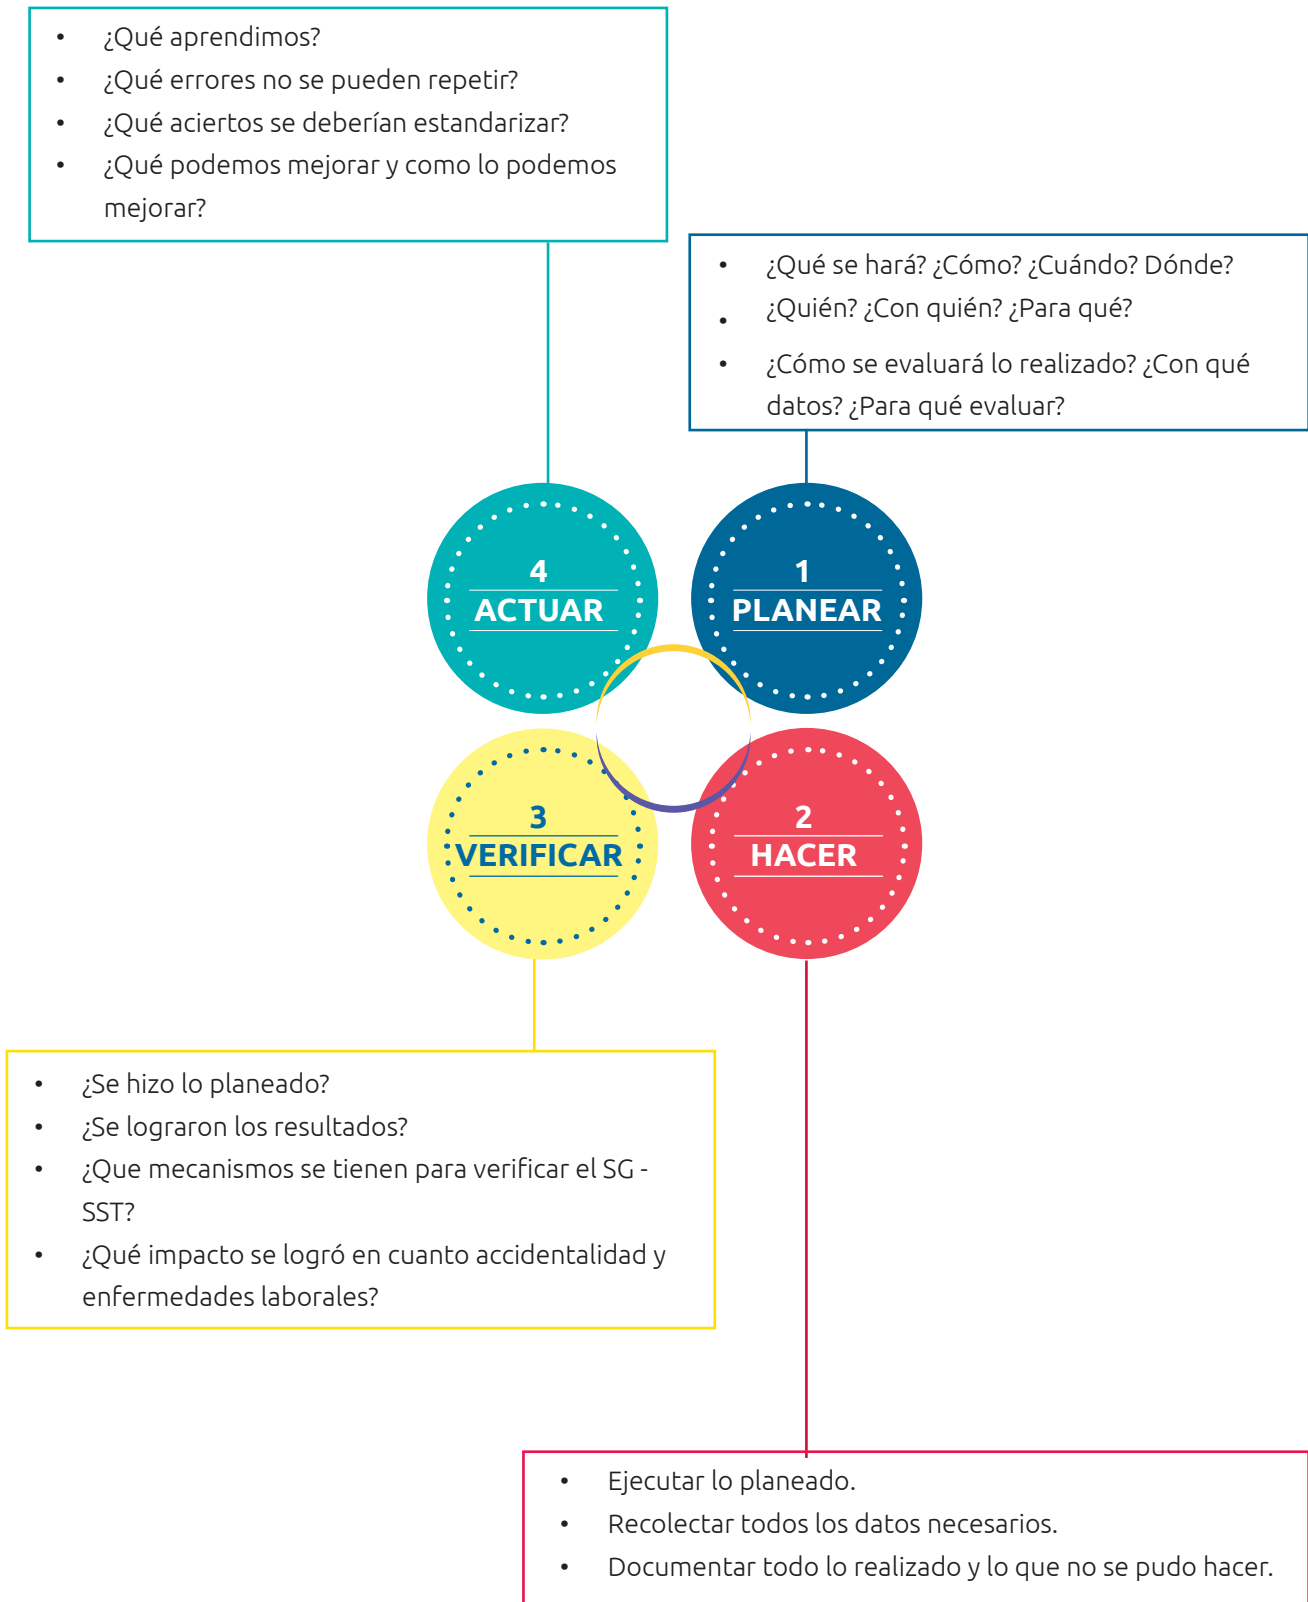 • ¿Qué aprendimos?
• ¿Qué errores no se pueden repetir?
• ¿Qué aciertos se deberían estandarizar?
• ¿Qué podemos mejorar y como lo podemos
mejorar?
• ¿Qué se hará? ¿Cómo? ¿Cuándo? Dónde?
• ¿Quién? ¿Con quién? ¿Para qué?
• ¿Cómo se evaluará lo realizado? ¿Con qué
datos? ¿Para qué evaluar?
4
ACTUAR
1
PLANEAR
3
VERIFICAR
2
HACER
• ¿Se hizo lo planeado?
• ¿Se lograron los resultados?
• ¿Que mecanismos se tienen para verificar el SG -
SST?
• ¿Qué impacto se logró en cuanto accidentalidad y
enfermedades laborales?
• Ejecutar lo planeado.
• Recolectar todos los datos necesarios.
• Documentar todo lo realizado y lo que no se pudo hacer.